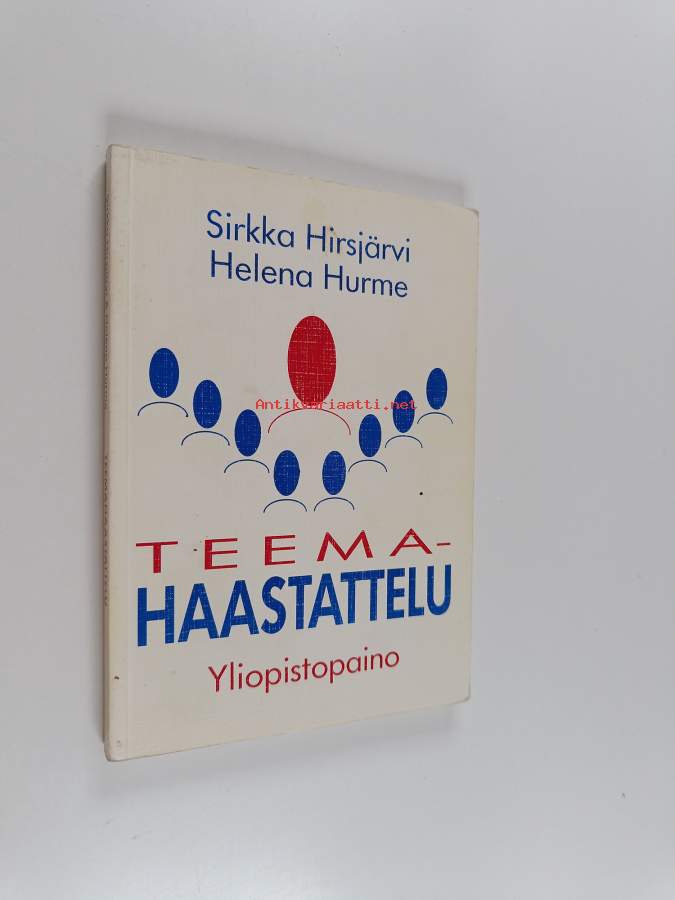 Sirkka Hirsjärvi
Helena Hurme
Antikvariaatti.net
TEEMA-
HAASTATTELU
Yliopistopaino